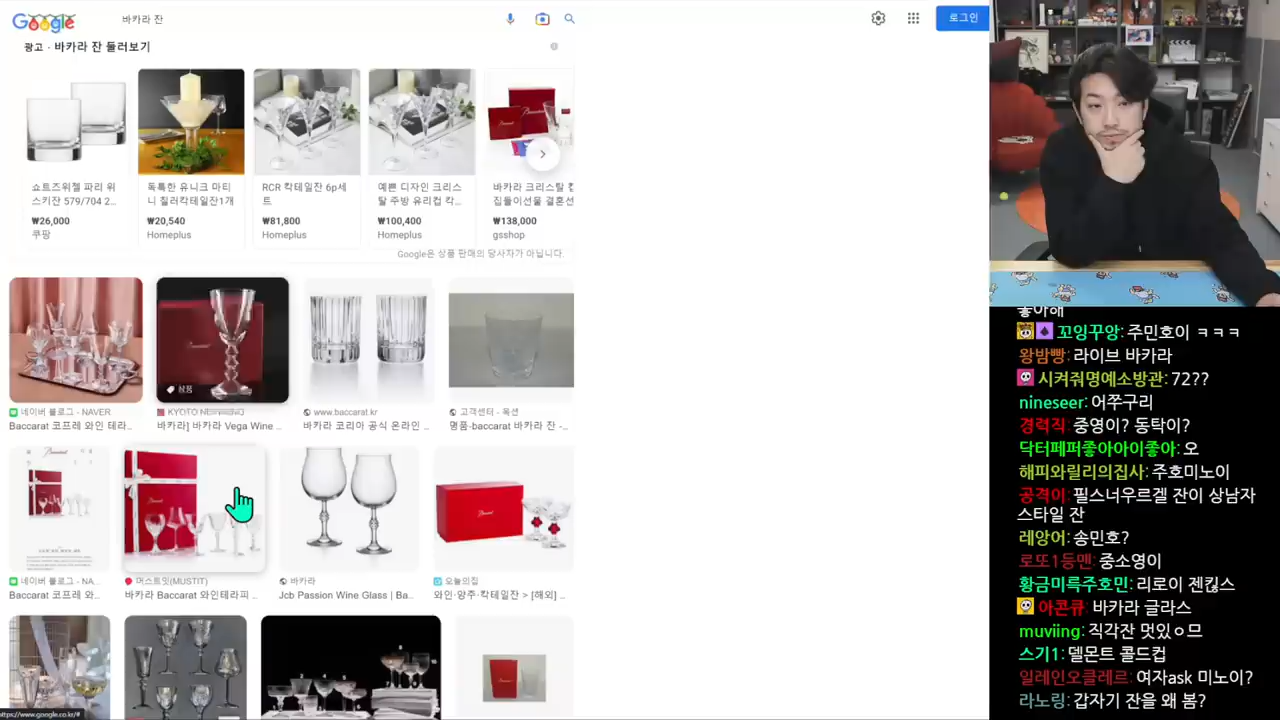 Google
바카라 잔
로그인
광고 · 바카라 잔 둘러보기
쇼트즈위젤 파리 위
스키잔 579/704 2...
₩26,000
쿠팡
독특한 유니크 마티
니 칠러칵테일잔1개
₩20,540
Homeplus
RCR 칵테일잔 6p세
트
₩81,800
Homeplus
예쁜 디자인 크리스
탈 주방 유리컵 칵...
₩100,400
Homeplus
바카라 크리스탈 컵
집들이선물 결혼선
₩138,000
gsshop
Google은 상품 판매의 당사자가 아닙니다.
상품
네이버 블로그 - NAVER
Baccarat 코프레 와인 테라...
바카라] 바카라 Vega Wine ...
www.baccarat.kr
바카라 코리아 공식 온라인 ...
고객센터 - 옥션
명품-baccarat 바카라 잔 -...
네이버 블로그 - NA...
Baccarat 코프레 와...
머스트잇(MUSTIT)
바카라 Baccarat 와인테라피 ...
바카라
Jcb Passion Wine Glass | Ba...
오늘의집
와인·양주·칵테일잔 > [해외] ...
https://www.google.co.kr/#
좋아해
꼬잉꾸앙: 주민호이 ㅋㅋㅋ
왕밤빵: 라이브 바카라
시켜줘명예소방관: 72??
nineseer: 어쭈구리
경력직: 중영이? 동탁이?
닥터페퍼좋아아이좋아: 오
해피와릴리의집사: 주호미노이
공격이: 필스너우르겔 잔이 상남자
스타일 잔
레앙어: 송민호?
로또1등맨: 중소영이
황금미륵주호민: 리로이 젠킪스
아콘큐: 바카라 글라스
muviing: 직각잔 멋있ㅇ므
스기1: 델몬트 콜드컵
일레인오클레르: 여자ask 미노이?
라노링: 갑자기 잔을 왜 봄?